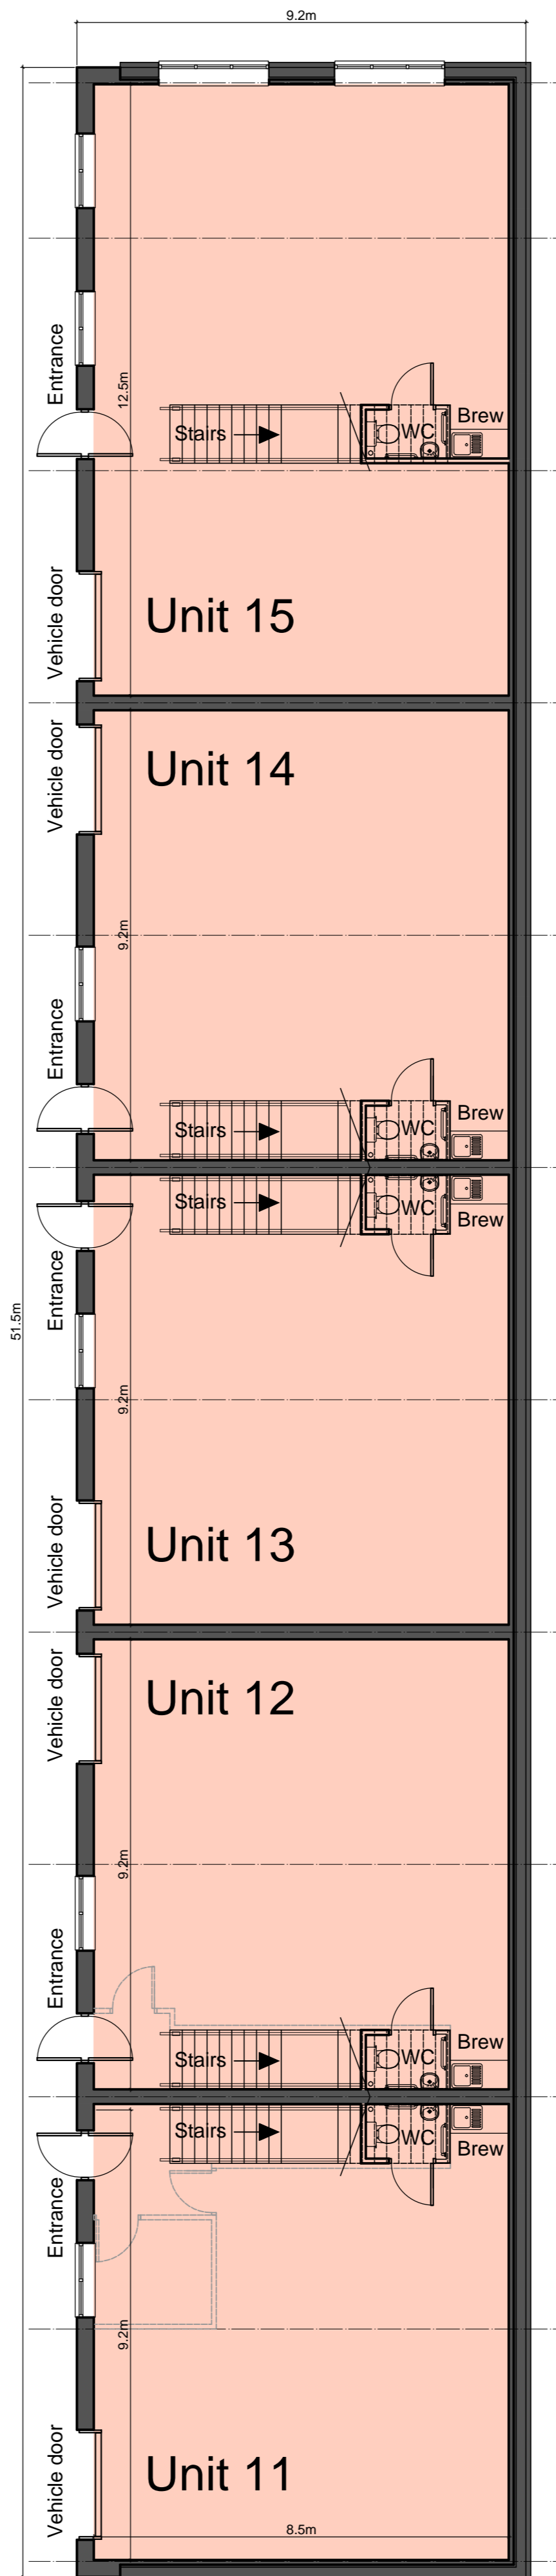 9.2m
Entrance
12.5m
Stairs
WC
Brew
Vehicle door
Unit 15
Vehicle door
Unit 14
9.2m
Entrance
Stairs
WC
Brew
Stairs
WC
Brew
Entrance
51.5m
9.2m
Vehicle door
Unit 13
Vehicle door
Unit 12
9.2m
Entrance
Stairs
WC
Brew
Stairs
WC
Brew
Entrance
9.2m
Vehicle door
Unit 11
8.5m